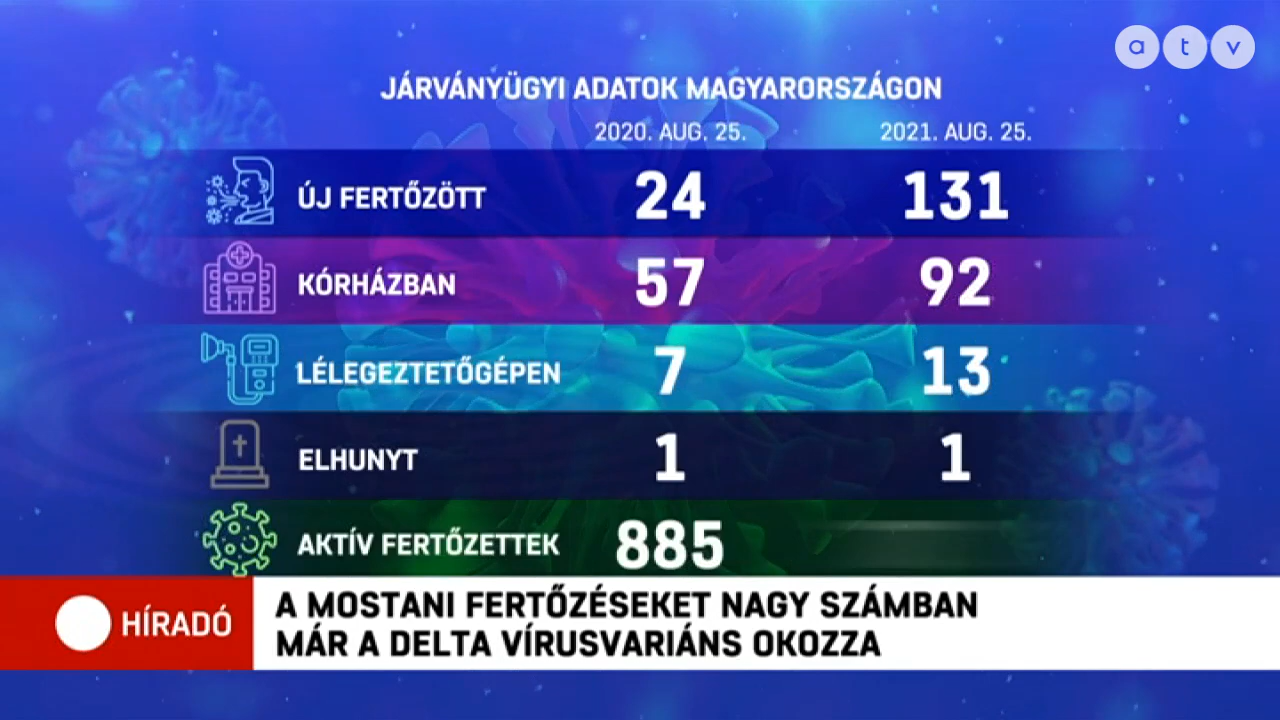 atv
JÁRVÁNYÜGYI ADATOK MAGYARORSZÁGON
2020. AUG. 25. 2021. AUG. 25.
ÚJ FERTŐZÖTT 24 131
KÓRHÁZBAN 57 92
LÉLEGEZTETŐGÉPEN 7 13
ELHUNYT 1 1
AKTÍV FERTŐZETTEK 885
HÍRADÓ
A MOSTANI FERTŐZÉSEKET NAGY SZÁMBAN
MÁR A DELTA VÍRUSVARIÁNS OKOZZA